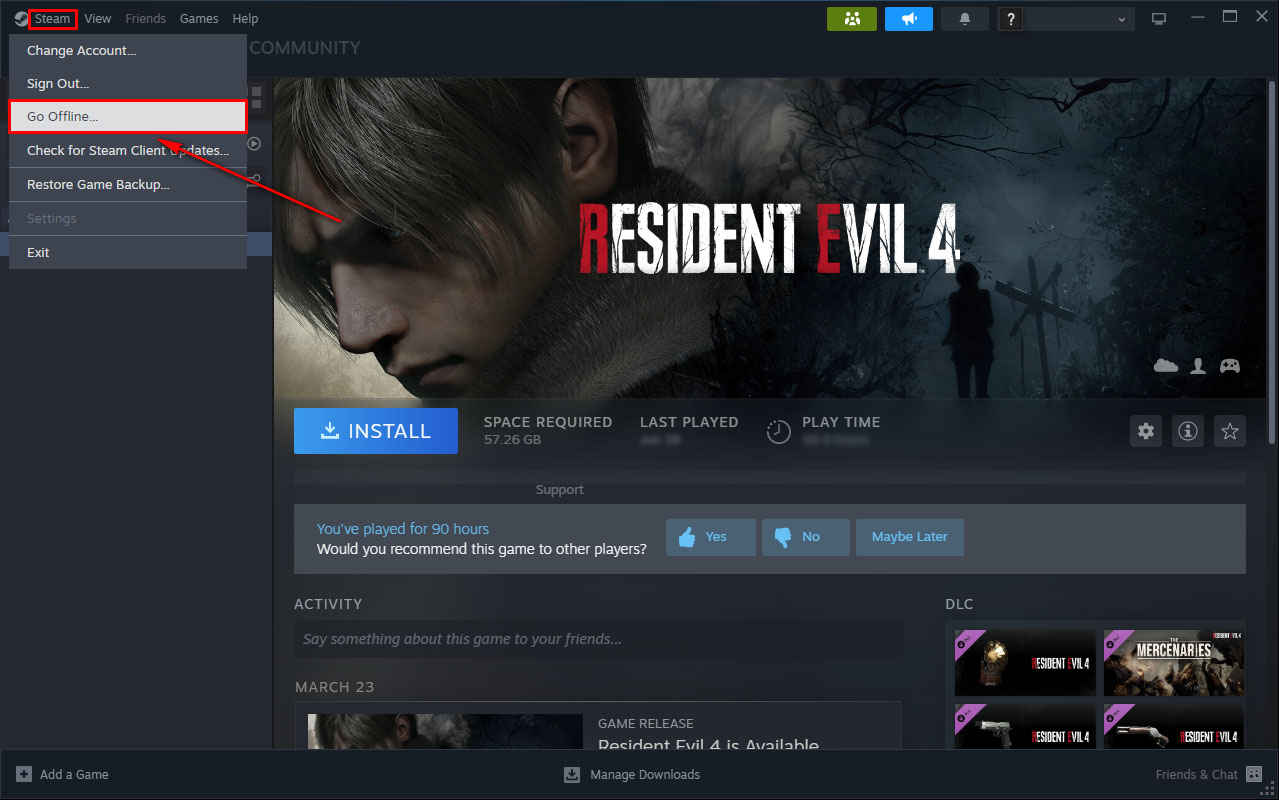 Steam View Friends Games Help
?
COMMUNITY
Change Account...
Sign Out...
Go Offline...
Check for Steam Client Updates...
Restore Game Backup...
Settings
Exit
RESIDENT EVIL 4
INSTALL
SPACE REQUIRED
57.26 GB
LAST PLAYED
PLAY TIME
Support
You've played for 90 hours
Would you recommend this game to other players?
Yes
No
Maybe Later
ACTIVITY
Say something about this game to your friends...
MARCH 23
GAME RELEASE
Resident Evil 4 is Available
DLC
RESIDENT EVIL 4
RESIDENT EVIL 4
THE
MERCENARIES
RESIDENT EVIL 4
RESIDENT EVIL 4
Add a Game
Manage Downloads
Friends & Chat